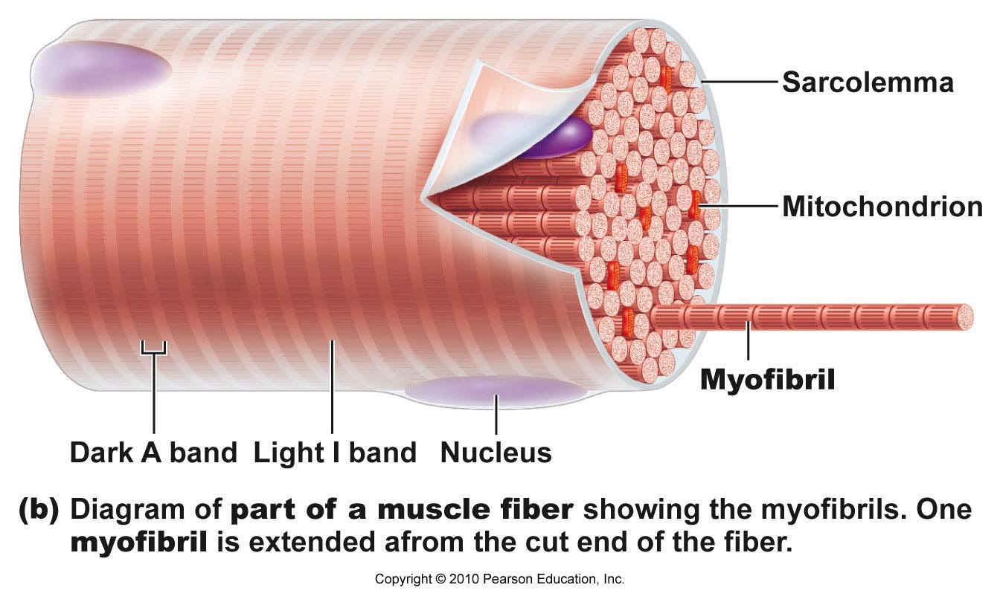 Sarcolemma
Mitochondrion
Myofibril
Dark A band Light I band Nucleus
(b) Diagram of part of a muscle fiber showing the myofibrils. One
myofibril is extended afrom the cut end of the fiber.
Copyright © 2010 Pearson Education, Inc.